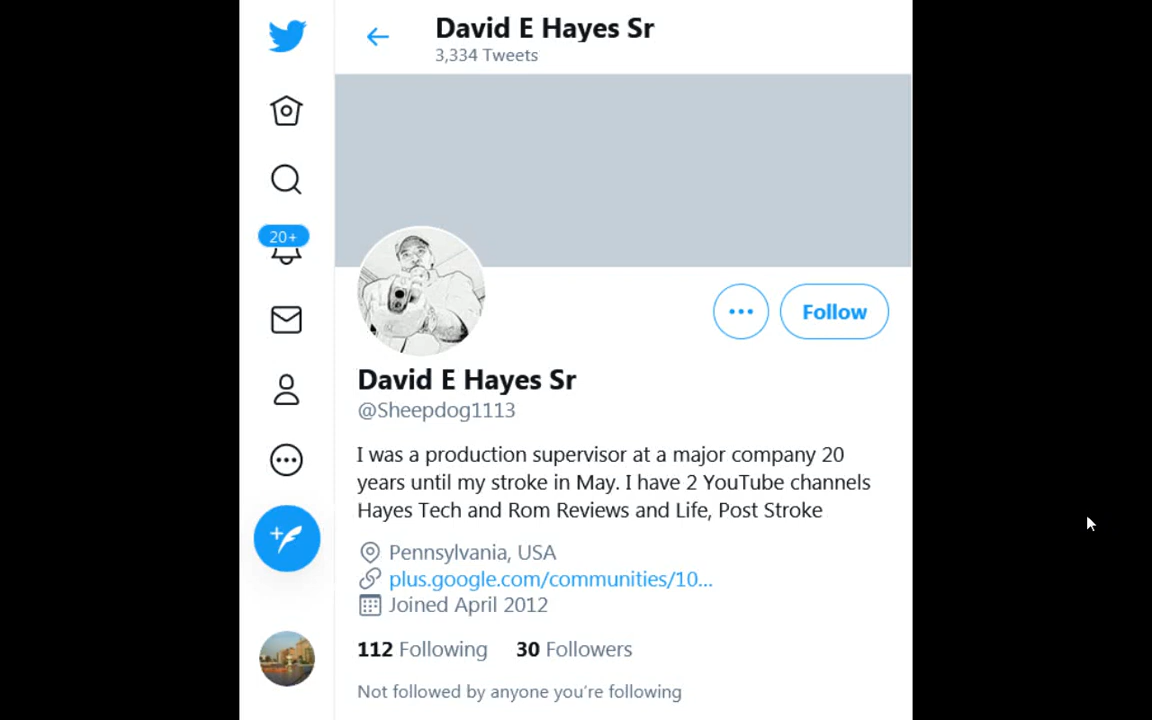 David E Hayes Sr
3,334 Tweets
20+
Follow
David E Hayes Sr
@Sheepdog1113
I was a production supervisor at a major company 20
years until my stroke in May. I have 2 YouTube channels
Hayes Tech and Rom Reviews and Life, Post Stroke
Pennsylvania, USA
plus.google.com/communities/10...
Joined April 2012
112 Following 30 Followers
Not followed by anyone you’re following